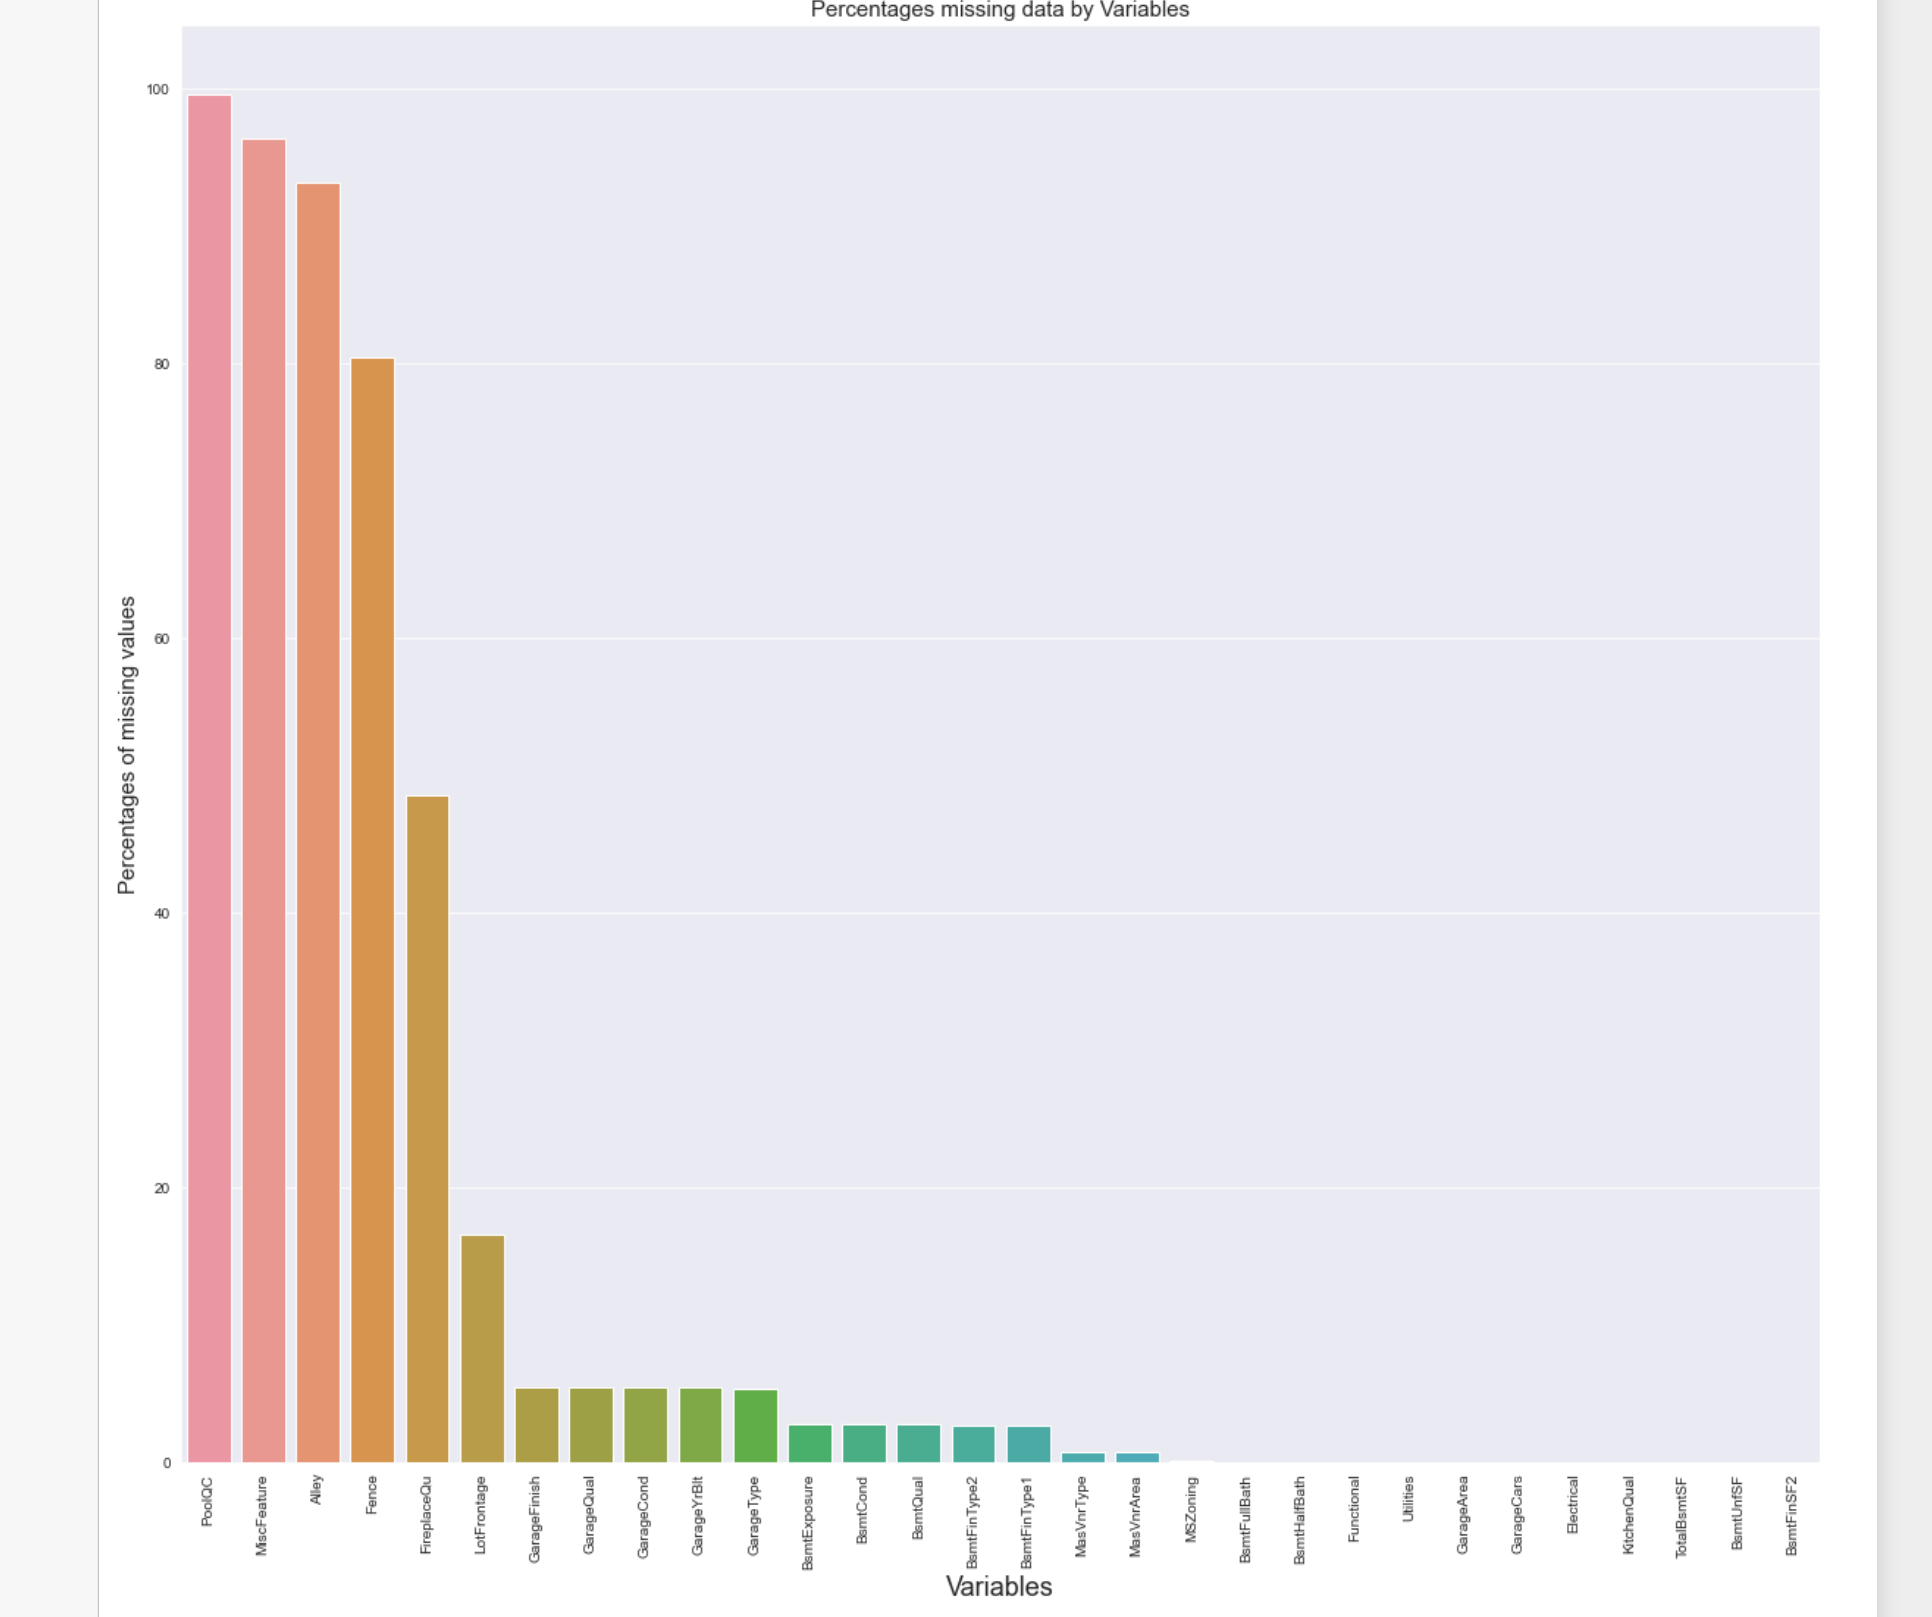 Percentages missing data by Variables
100
80
60
40
20
0
Percentages of missing values
PoolQC
MiscFeature
Alley
Fence
FireplaceQu
LotFrontage
GarageFinish
GarageQual
GarageCond
GarageYrBlt
GarageType
BsmtExposure
BsmtCond
BsmtQual
BsmtFinType2
BsmtFinType1
MasVnrType
MasVnrArea
MSZoning
BsmtFullBath
BsmtHalfBath
Functional
Utilities
GarageArea
GarageCars
Electrical
KitchenQual
TotalBsmtSF
BsmtUnfSF
BsmtFinSF2
Variables